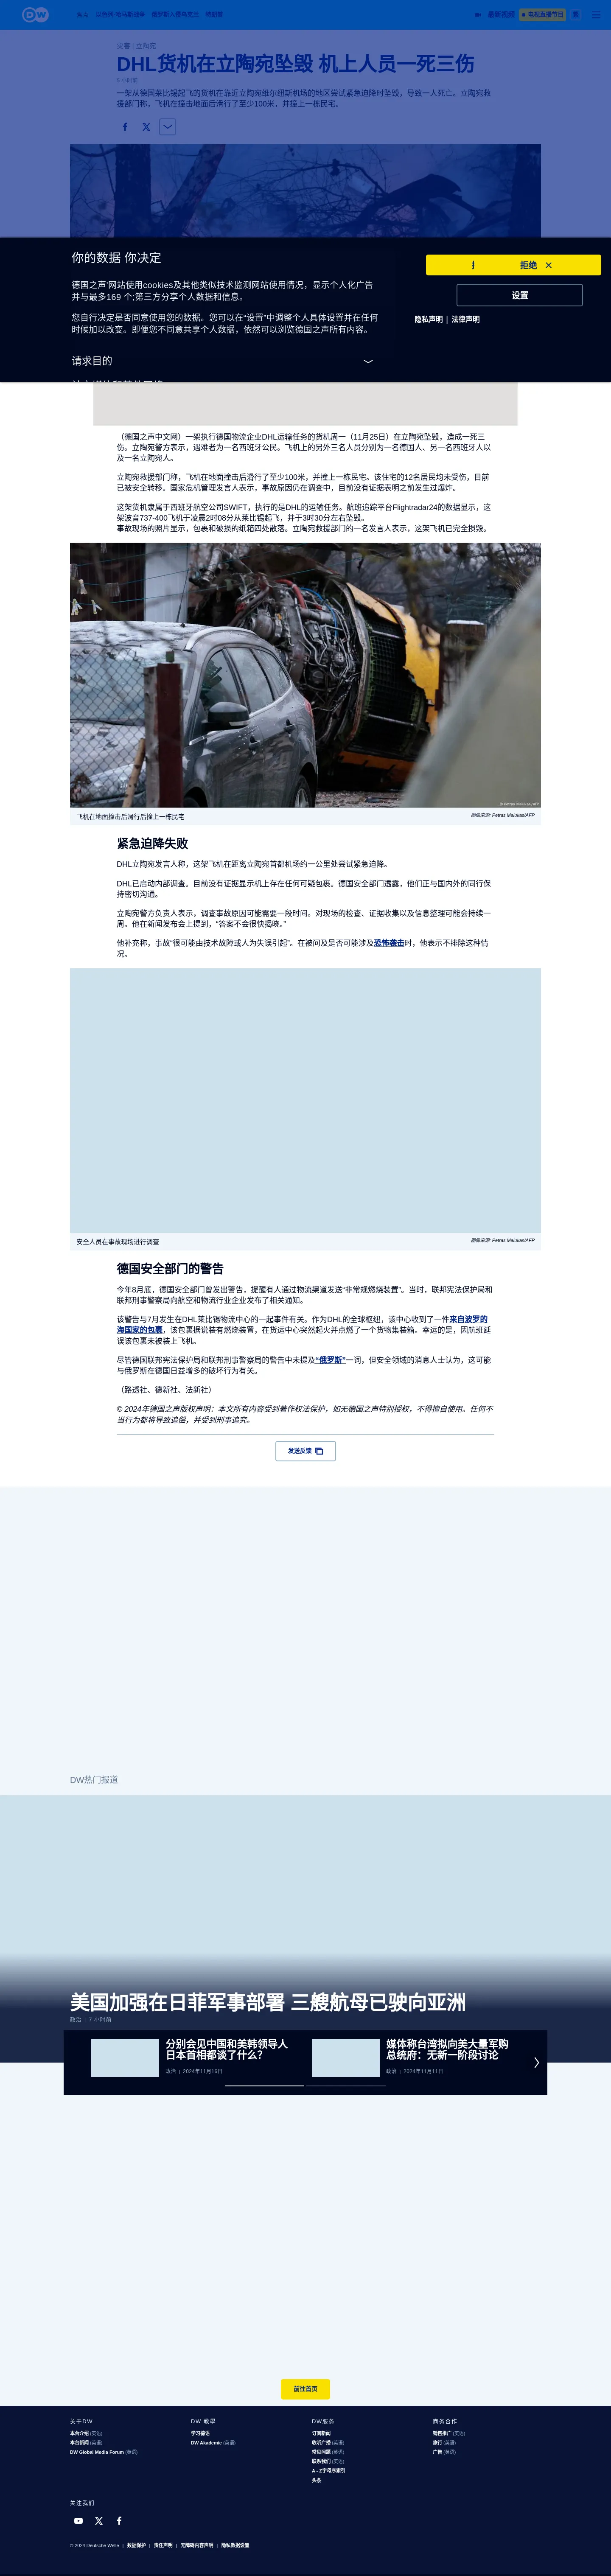 DW
政治
以色列-哈马斯战争
俄罗斯入侵乌克兰
明镜官
最新视频
电视直播节目
灾害 | 立陶宛
DHL货机在立陶宛坠毁 机上人员一死三伤
5 小时前
一架从德国莱比锡起飞的货机在靠近立陶宛维尔纽斯机场的地区尝试紧急迫降时坠毁，导致一人死亡。立陶宛救
援部门称，飞机在撞击地面后滑行了至少100米，并撞上一栋民宅。
你的数据 你决定
德国之声'网站使用cookies及其他类似技术监测网站使用情况，显示个人化广告
并与最多169 个;第三方分享个人数据和信息。
您自行决定是否同意使用您的数据。您可以在"设置"中调整个人具体设置并在任何
时候加以改变。即便您不同意共享个人数据，依然可以浏览德国之声所有内容。
请求目的
拒绝
设置
隐私声明 | 法律声明
（德国之声中文网）一架执行德国物流企业DHL运输任务的货机周一（11月25日）在立陶宛坠毁，造成一死三
伤。立陶宛警方表示，遇难者为一名西班牙公民。飞机上的另外三名人员分别为一名德国人、另一名西班牙人以
及一名立陶宛人。
立陶宛救援部门称，飞机在地面撞击后滑行了至少100米，并撞上一栋民宅。该住宅的12名居民均未受伤，目前
已被安全转移。国家危机管理发言人表示，事故原因仍在调查中，目前没有证据表明之前发生过爆炸。
这架货机隶属于西班牙航空公司SWIFT，执行的是DHL的运输任务。航班追踪平台Flightradar24的数据显示，这
架波音737-400飞机于凌晨2时08分从莱比锡起飞，并于3时30分左右坠毁。
事故现场的照片显示，包裹和破损的纸箱四处散落。立陶宛救援部门的一名发言人表示，这架飞机已完全损毁。
飞机在地面撞击后滑行后撞上一栋民宅
图像来源: Petras Malukas/AFP
紧急迫降失败
DHL立陶宛发言人称，这架飞机在距离立陶宛首都机场约一公里处尝试紧急迫降。
DHL已启动内部调查。目前没有证据显示机上存在任何可疑包裹。德国安全部门透露，他们正与国内外的同行保
持密切沟通。
立陶宛警方负责人表示，调查事故原因可能需要一段时间。对现场的检查、证据收集以及信息整理可能会持续一
周。他在新闻发布会上提到，"答案不会很快揭晓。"
他补充称，事故"很可能由技术故障或人为失误引起"。在被问及是否可能涉及恐怖袭击时，他表示不排除这种情
况。
安全人员在事故现场进行调查
图像来源: Petras Malukas/AFP
德国安全部门的警告
今年8月底，德国安全部门曾发出警告，提醒有人通过物流渠道发送"非常规燃烧装置"。当时，联邦宪法保护局和
联邦刑事警察局向航空和物流行业企业发布了相关通知。
该警告与7月发生在DHL莱比锡物流中心的一起事件有关。作为DHL的全球枢纽，该中心收到了一件来自波罗的
海国家的包裹，该包裹据说装有燃烧装置，在货运中心突然起火并点燃了一个货物集装箱。幸运的是，因航班延
误该包裹未被装上飞机。
尽管德国联邦宪法保护局和联邦刑事警察局的警告中未提及"俄罗斯"一词，但安全领域的消息人士认为，这可能
与俄罗斯在德国日益增多的破坏行为有关。
（路透社、德新社、法新社）
© 2024年德国之声版权声明：本文所有内容受到著作权法保护，如无德国之声特别授权，不得擅自使用。任何不
当行为都将导致追偿，并受到刑事追究。
发送反馈
DW热门报道
美国加强在日菲军事部署 三艘航母已驶向亚洲
政治 | 7 小时前
分别会见中国和美韩领导人
日本首相都谈了什么？
政治 | 2024年11月16日
媒体称台湾拟向美大量军购
总统府：无新一阶段讨论
政治 | 2024年11月11日
前往首页
关于DW
本台介绍 (英语)
本台新闻 (英语)
DW Global Media Forum (英语)
DW 教學
学习德语
DW Akademie (英语)
DW服务
订阅新闻
收听广播 (英语)
常见问题 (英语)
联系我们 (英语)
A - Z字母序索引
头条
商务合作
销售推广 (英语)
旅行 (英语)
广告 (英语)
关注我们
© 2024 Deutsche Welle | 数据保护 | 责任声明 | 无障碍内容声明 | 隐私数据设置